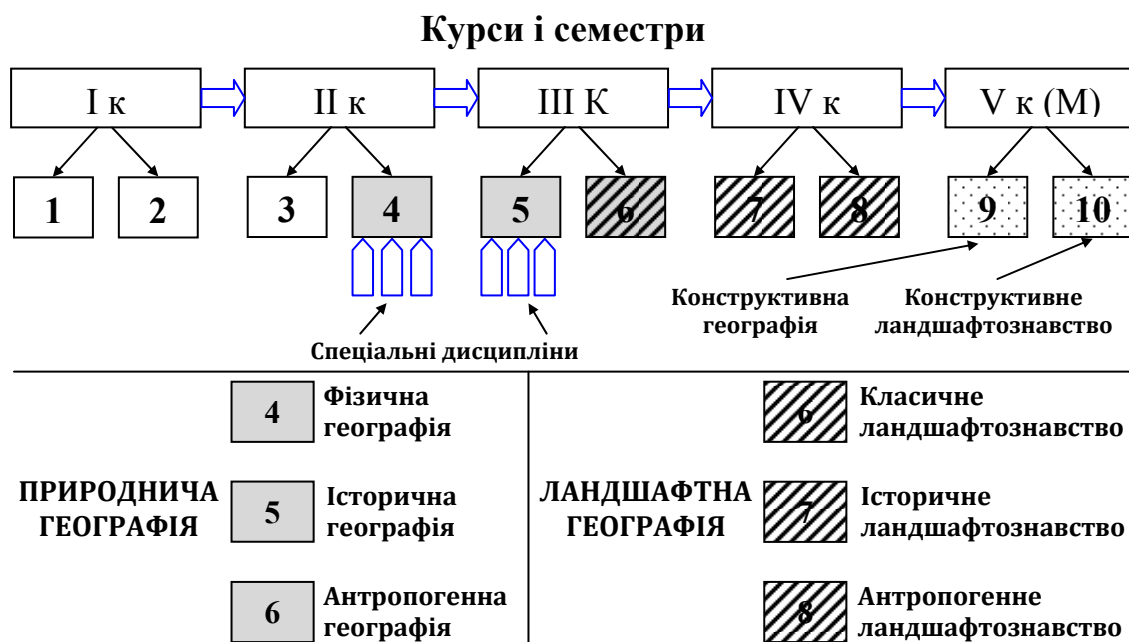 Курси і семестри
І к
ІІ к
ІІІ К
IV к
V к (М)
1
2
3
4
5
6
7
8
9
10
Конструктивна
географія
Конструктивне
ландшафтознавство
Спеціальні дисципліни
ПРИРОДНИЧА
ГЕОГРАФІЯ
4
Фізична
географія
5
Історична
географія
6
Антропогенна
географія
ЛАНДШАФТНА
ГЕОГРАФІЯ
6
Класичне
ландшафтознавство
7
Історичне
ландшафтознавство
8
Антропогенне
ландшафтознавство